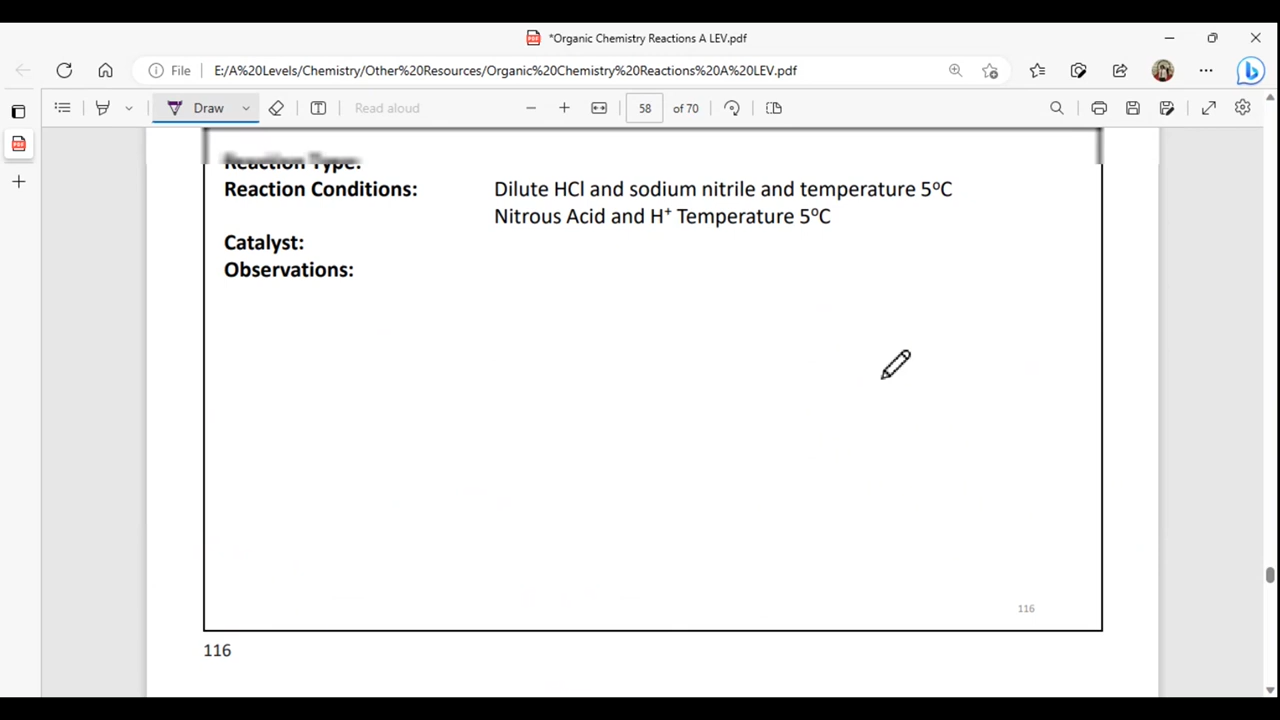 *Organic Chemistry Reactions A LEV.pdf
File E:/A%20Levels/Chemistry/Other%20Resources/Organic%20Chemistry%20Reactions%20A%20LEV.pdf
Draw Read aloud 58 of 70
Reaction Type:
Reaction Conditions: Dilute HCl and sodium nitrile and temperature 5ºC
Nitrous Acid and H⁺ Temperature 5ºC
Catalyst:
Observations:
116
116